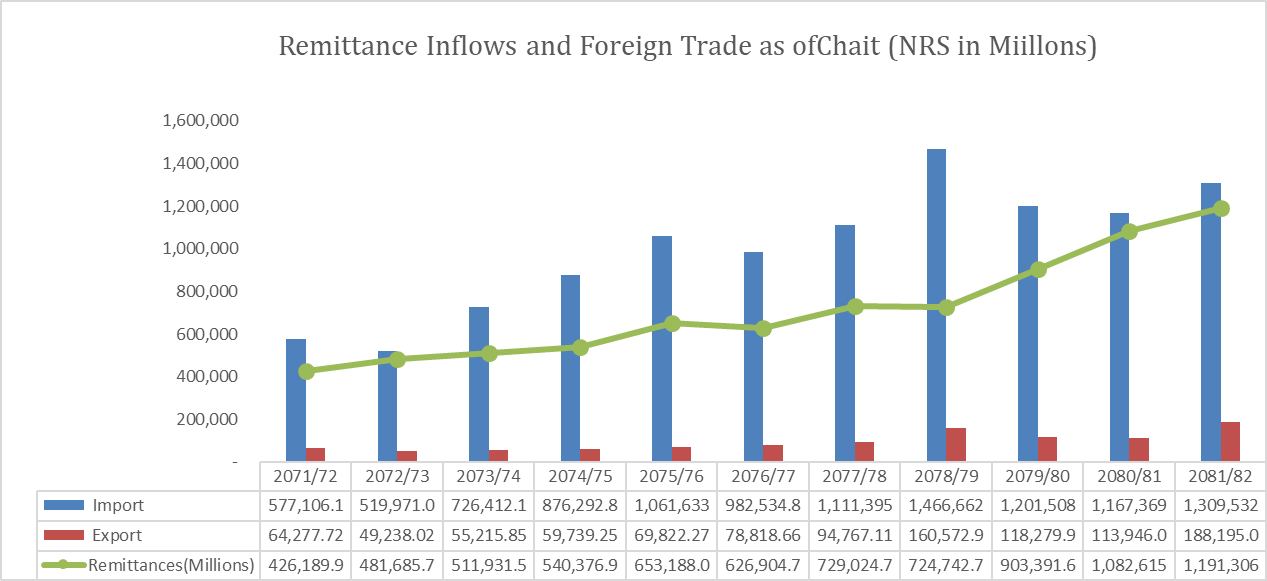 Remittance Inflows and Foreign Trade as ofChait (NRS in Miillons)
1,600,000
1,400,000
1,200,000
1,000,000
800,000
600,000
400,000
200,000
-
2071/72 2072/73 2073/74 2074/75 2075/76 2076/77 2077/78 2078/79 2079/80 2080/81 2081/82
Import 577,106.1 519,971.0 726,412.1 876,292.8 1,061,633 982,534.8 1,111,395 1,466,662 1,201,508 1,167,369 1,309,532
Export 64,277.72 49,238.02 55,215.85 59,739.25 69,822.27 78,818.66 94,767.11 160,572.9 118,279.9 113,946.0 188,195.0
Remittances(Millions) 426,189.9 481,685.7 511,931.5 540,376.9 653,188.0 626,904.7 729,024.7 724,742.7 903,391.6 1,082,615 1,191,306